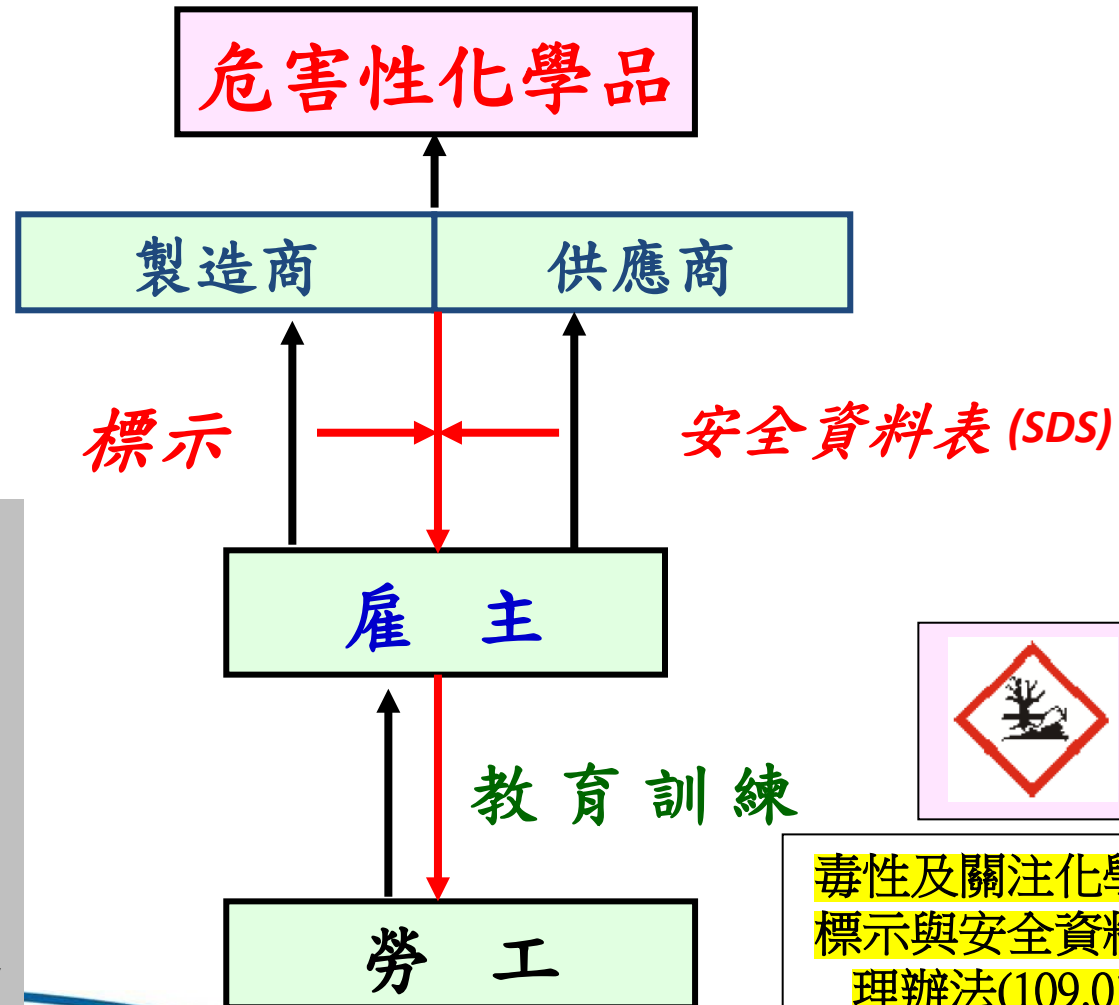 危害性化學品
製造商
供應商
標示
安全資料表 (SDS)
雇 主
教育訓練
毒性及關注化學
標示與安全資料
理辦法(109.0
勞 工